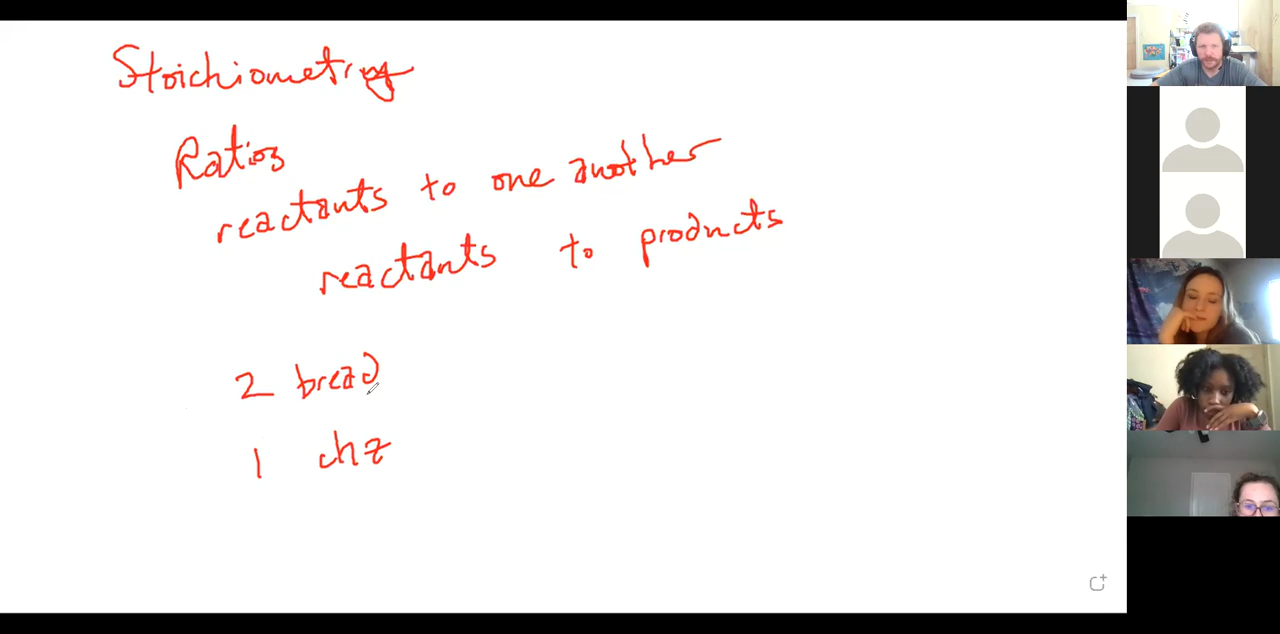 Stoichiometry
Ratios
reactants to one another
reactants to products
2 bread
1 chz